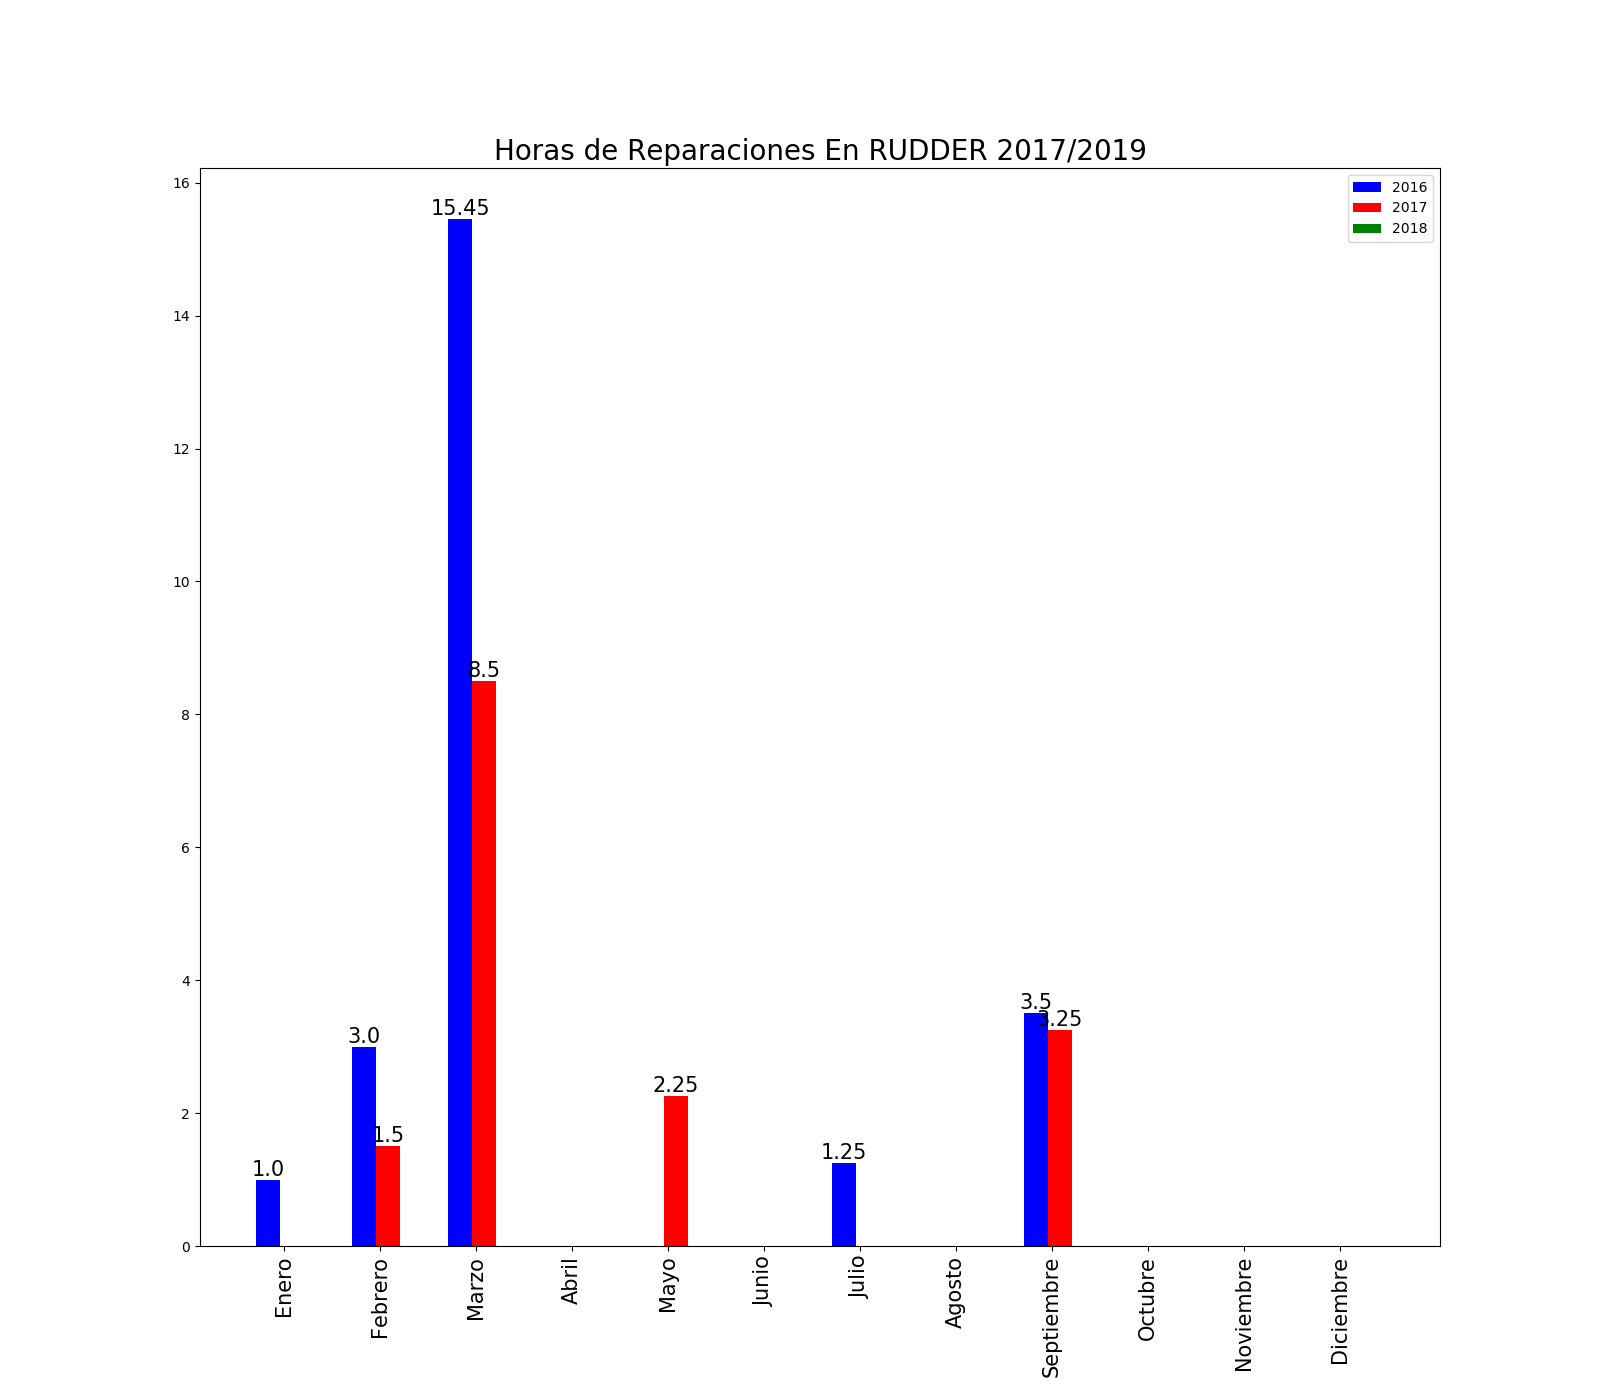 Horas de Reparaciones En RUDDER 2017/2019
16
14
12
10
8
6
4
2
0
2016
2017
2018
15.45
8.5
3.5
3.25
3.0
2.25
1.5
1.25
1.0
Enero
Febrero
Marzo
Abril
Mayo
Junio
Julio
Agosto
Septiembre
Octubre
Noviembre
Diciembre